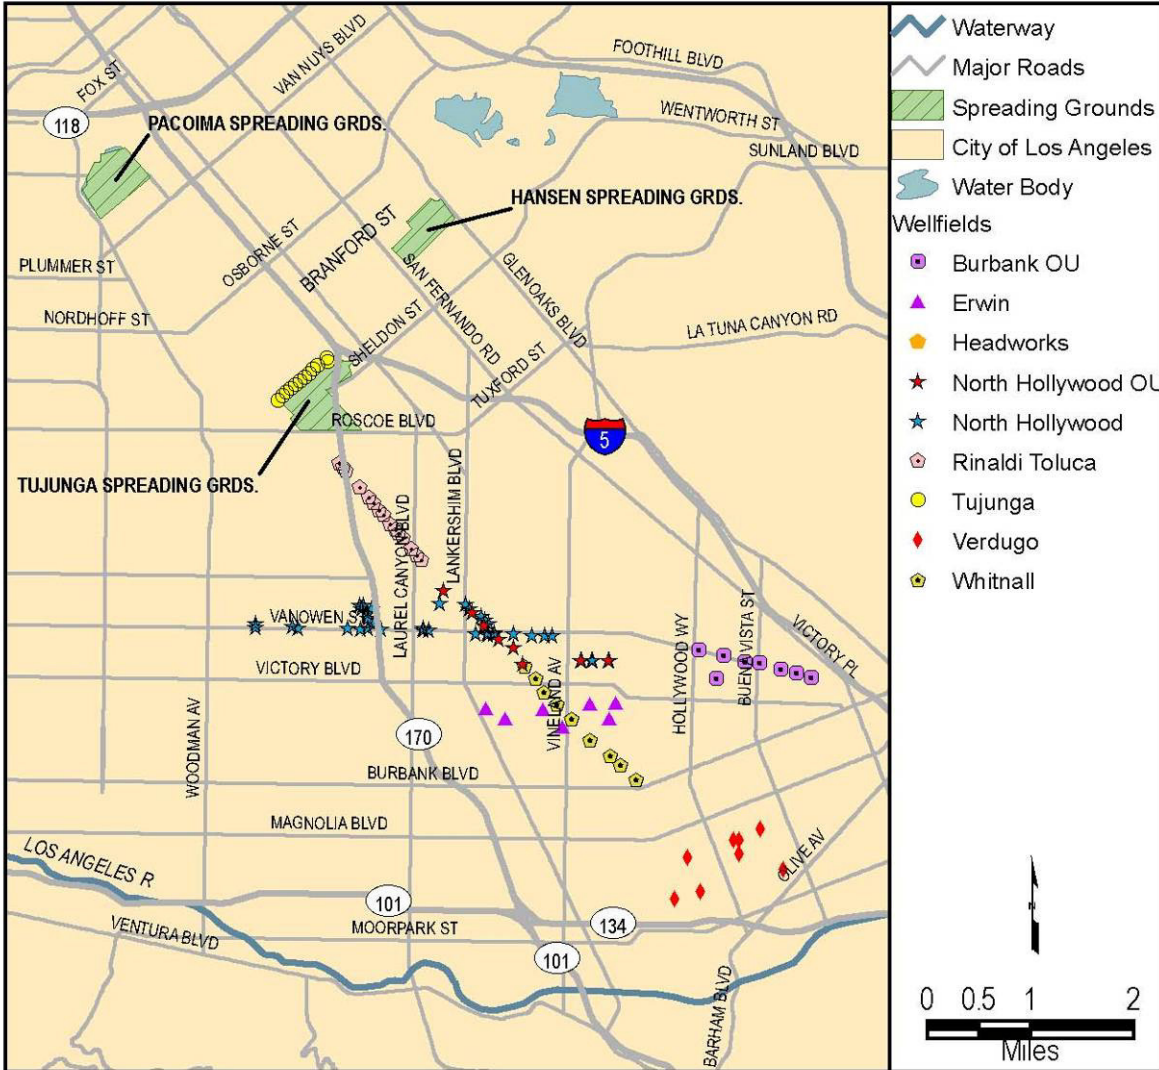 FOX ST
VAN NUYS BLVD
FOOTHILL BLVD
118
PACOIMA SPREADING GRDS.
WENTWORTH ST
SUNLAND BLVD
HANSEN SPREADING GRDS.
BRANFORD ST
OSBORNE ST
PLUMMER ST
SAN FERNANDO RD
GLENOAKS BLVD
NORDHOFF ST
SHELDON ST
LA TUNA CANYON RD
TUXFORD ST
ROSCOE BLVD
5
TUJUNGA SPREADING GRDS.
LAUREL CANYON BLVD
LANKERSHIM BLVD
VANOWEN ST
VICTORY BLVD
VINELAND AV
HOLLYWOOD WY
BUENA VISTA ST
VICTORY PL
WOODMAN AV
170
BURBANK BLVD
MAGNOLIA BLVD
OLIVE AV
LOS ANGELES R
101
134
VENTURA BLVD
MOORPARK ST
101
BARHAM BLVD
Waterway
Major Roads
Spreading Grounds
City of Los Angeles
Water Body
Wellfields
Burbank OU
Erwin
Headworks
North Hollywood OU
North Hollywood
Rinaldi Toluca
Tujunga
Verdugo
Whitnall
0 0.5 1 2
Miles